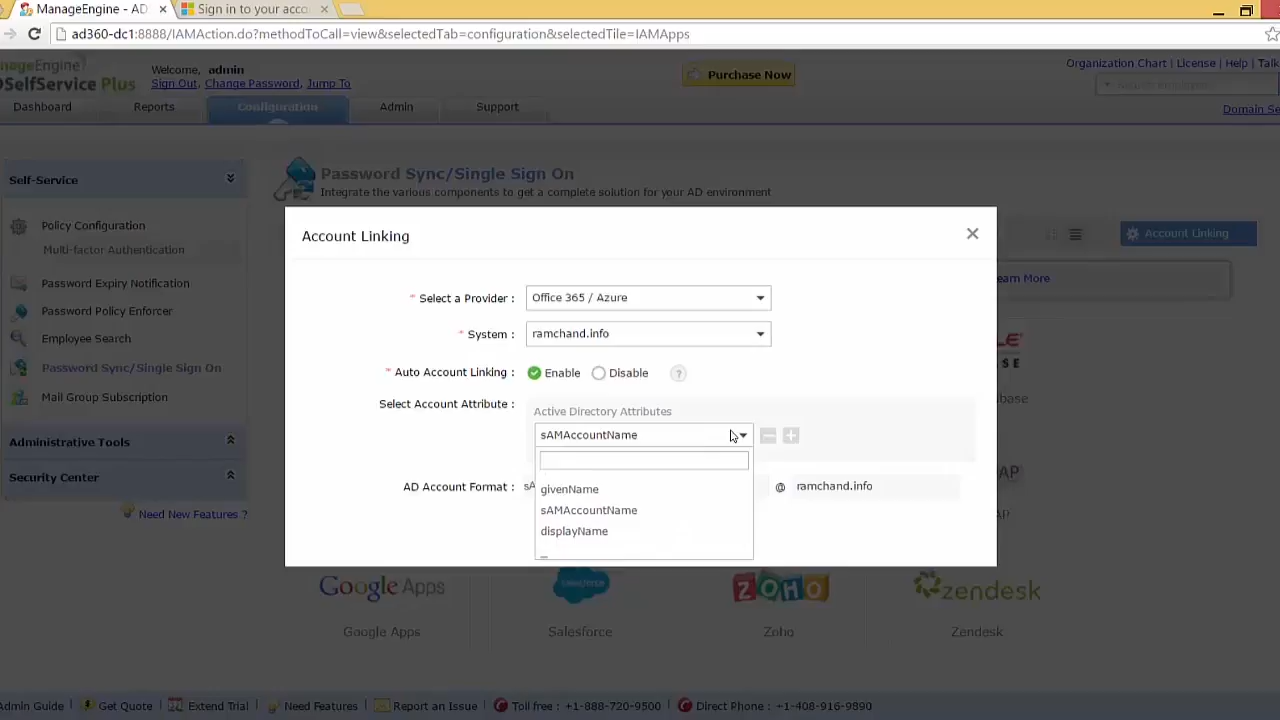 ManageEngine - AD
Sign in to your acco
ad360-dc1:8888/IAMAction.do?methodToCall=view&selectedTab=configuration&selectedTile=IAMApps
Welcome, admin
Sign Out, Change Password, Jump To
Purchase Now
Organization Chart | License | Help | Talk
SelfService Plus
Dashboard
Reports
Configuration
Admin
Support
Domain Se
Self-Service
Policy Configuration
Multi-factor-Authentication
Password Expiry Notification
Password Policy Enforcer
Employee Search
Password Sync/Single Sign On
Mail Group Subscription
Administrative Tools
Security Center
Need New Features ?
Password Sync/Single Sign On
Integrate the various components to get a complete solution for your AD environment
Account Linking
earn More
Account Linking
* Select a Provider :
Office 365 / Azure
* System :
ramchand.info
* Auto Account Linking :
Enable
Disable
?
Select Account Attribute :
Active Directory Attributes
sAMAccountName
givenName
sAMAccountName
displayName
AD Account Format :
sA
@
ramchand.info
Google Apps
salesforce
ZOHO
zendesk
Google Apps
Salesforce
Zoho
Zendesk
Admin Guide
Get Quote
Extend Trial
Need Features
Report an Issue
Toll free : +1-888-720-9500
Direct Phone : +1-408-916-9890